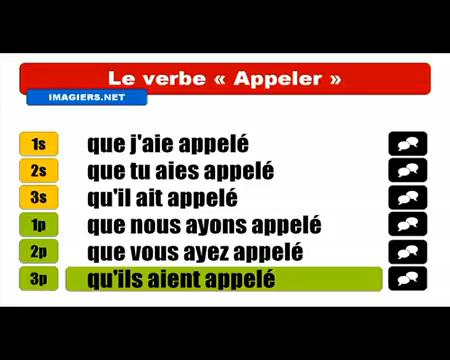 Le verbe « Appeler »
IMAGIERS.NET
1s que j'aie appelé
2s que tu aies appelé
3s qu'il ait appelé
1p que nous ayons appelé
2p que vous ayez appelé
3p qu'ils aient appelé